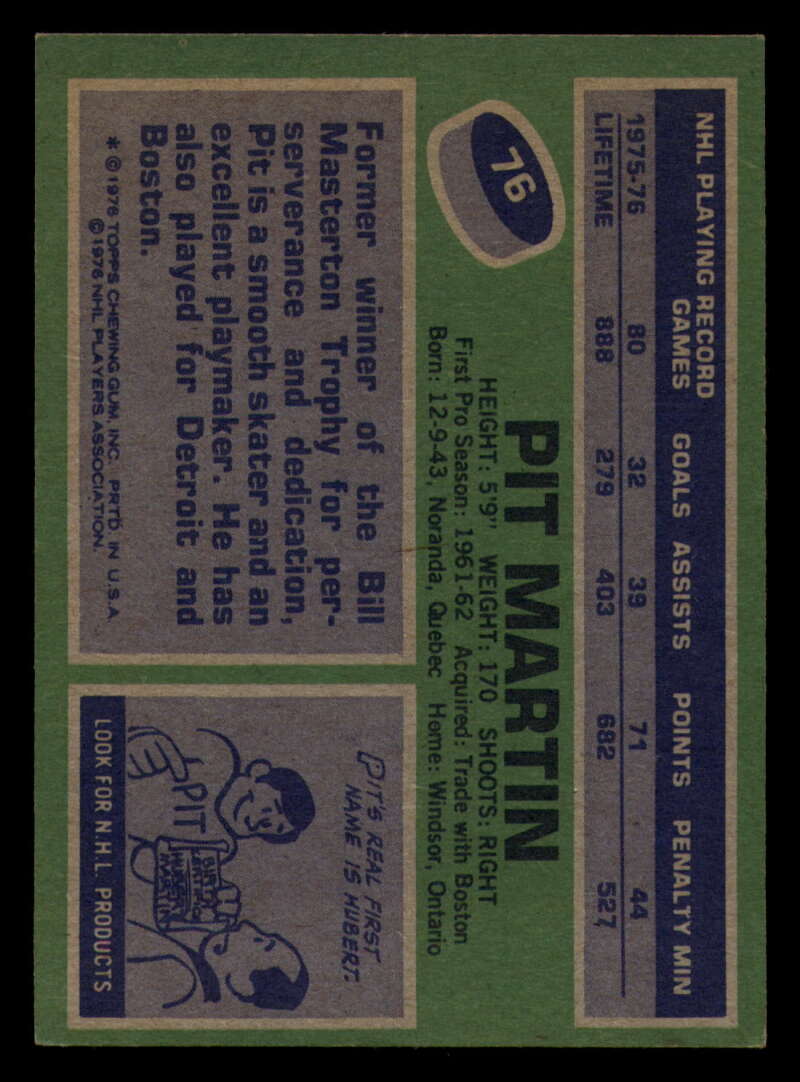 NHL PLAYING RECORD
GAMES GOALS ASSISTS POINTS PENALTY MIN
1975-76 80 32 39 71 44
LIFETIME 888 279 403 682 527
76
PIT MARTIN
HEIGHT: 5'9" WEIGHT: 170 SHOOTS: RIGHT
First Pro Season: 1961-62 Acquired: Trade with Boston
Born: 12-9-43, Noranda, Quebec Home: Windsor, Ontario
Former winner of the Bill
Masterton Trophy for per-
serverance and dedication,
Pit is a smooth skater and an
excellent playmaker. He has
also played for Detroit and
Boston.
* © 1976 TOPPS CHEWING GUM, INC. PRTD. IN U.S.A.
© 1976 NHL PLAYERS ASSOCIATION.
PIT'S REAL FIRST
NAME IS HUBERT.
PIT
BIRTH
CERTIFICATE
HUBERT
MARTIN
LOOK FOR N.H.L. PRODUCTS